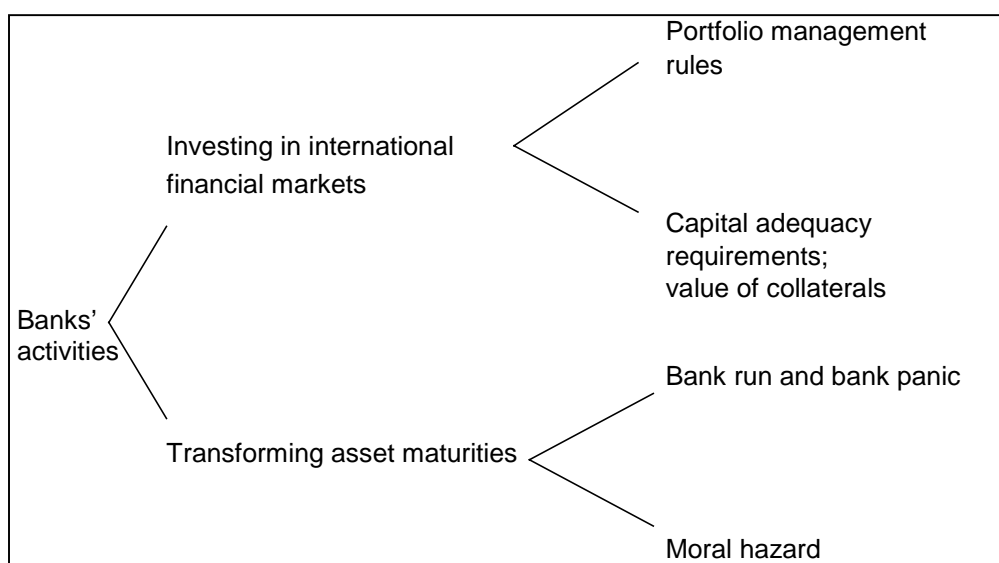 Portfolio management
rules
Investing in international
financial markets
Capital adequacy
requirements;
value of collaterals
Banks'
activities
Bank run and bank panic
Transforming asset maturities
Moral hazard